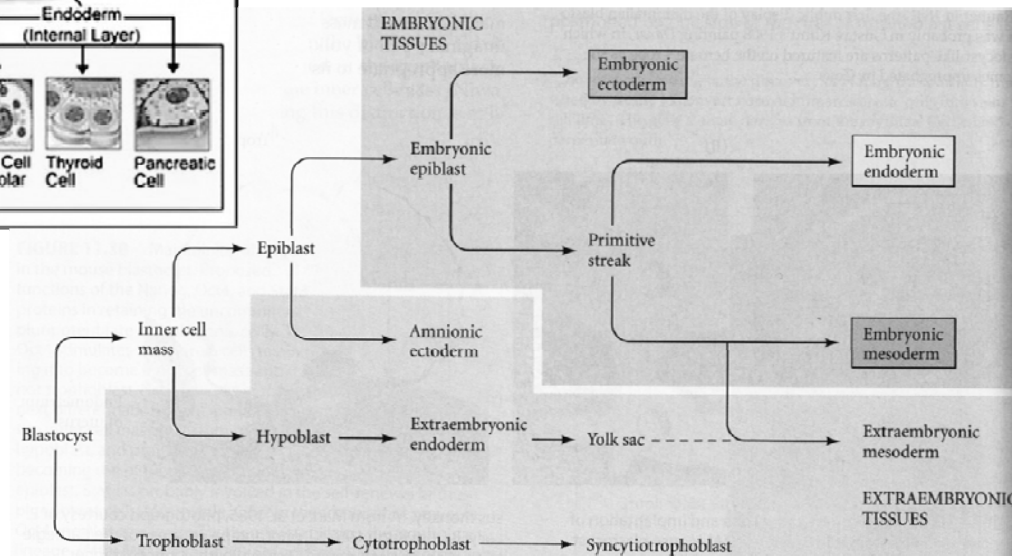 Endoderm
(Internal Layer)
Cell
olar
Thyroid
Cell
Pancreatic
Cell
EMBRYONIC
TISSUES
Embryonic
ectoderm
Embryonic
epiblast
Embryonic
endoderm
Epiblast
Primitive
streak
Inner cell
mass
Amnionic
ectoderm
Embryonic
mesoderm
Blastocyst
Hypoblast
Extraembryonic
endoderm
Yolk sac
Extraembryonic
mesoderm
EXTRAEMBRYONIC
TISSUES
Trophoblast
Cytotrophoblast
Syncytiotrophoblast